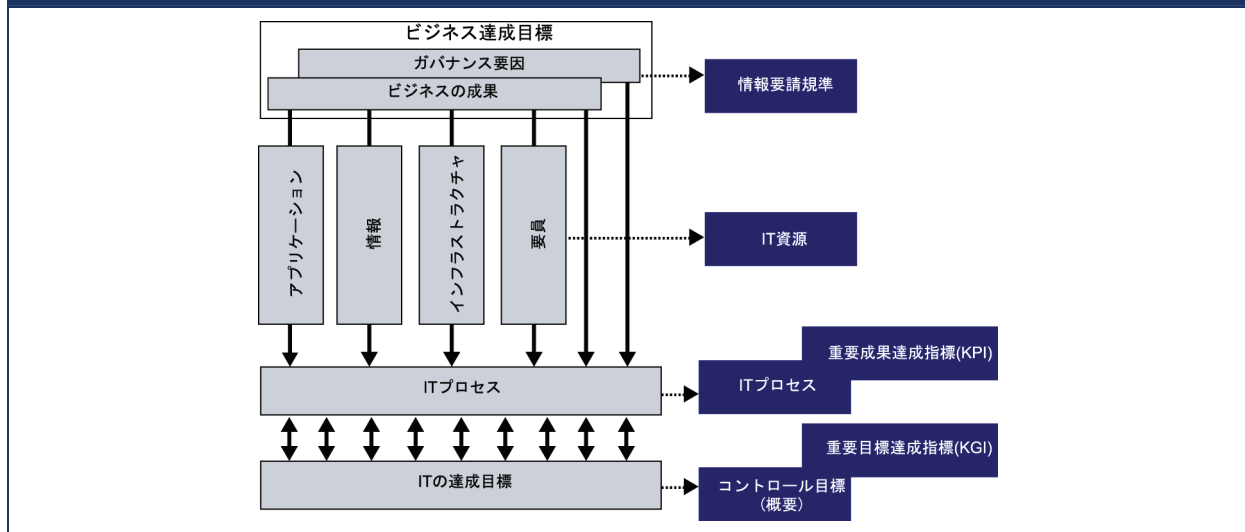 ビジネス達成目標
ガバナンス要因
ビジネスの成果
情報要請規準
アプリケーション
情報
インフラストラクチャ
要員
IT資源
重要成果達成指標(KPI)
ITプロセス
ITプロセス
重要目標達成指標(KGI)
ITの達成目標
コントロール目標
(概要)